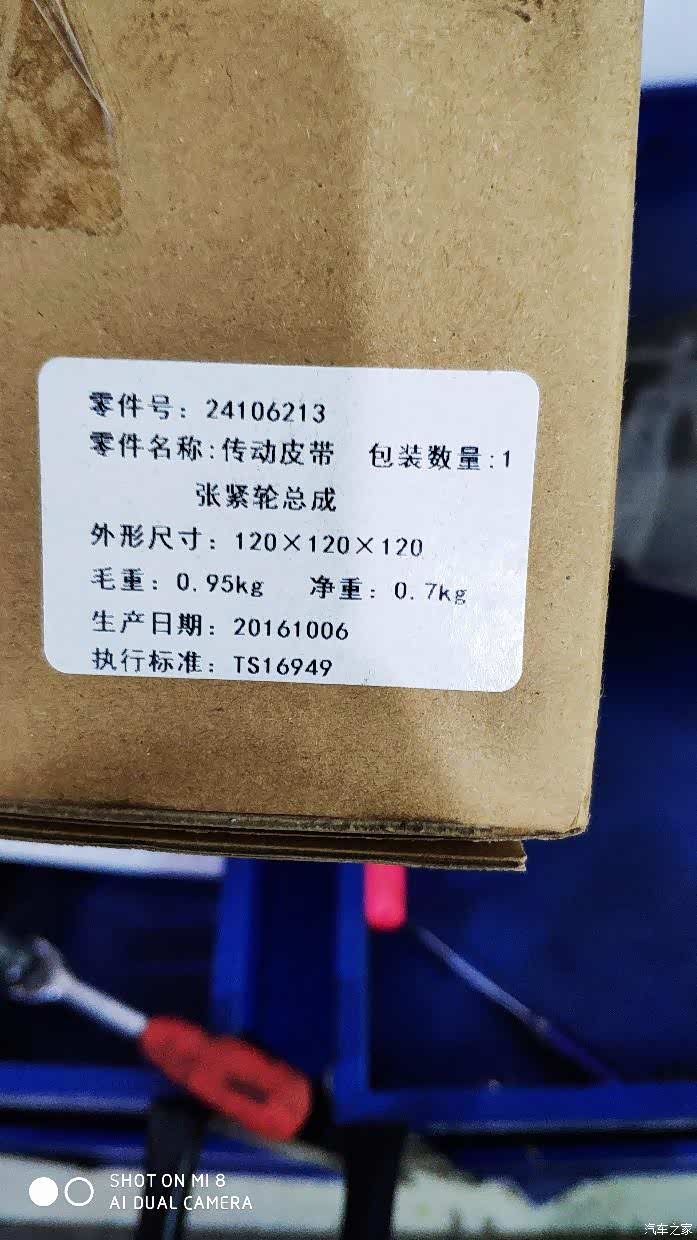 零件号：24106213
零件名称:传动皮带 包装数量:1
张紧轮总成
外形尺寸：120×120×120
毛重：0.95kg 净重：0.7kg
生产日期：20161006
执行标准：TS16949
SHOT ON MI 8
AI DUAL CAMERA
汽车之家